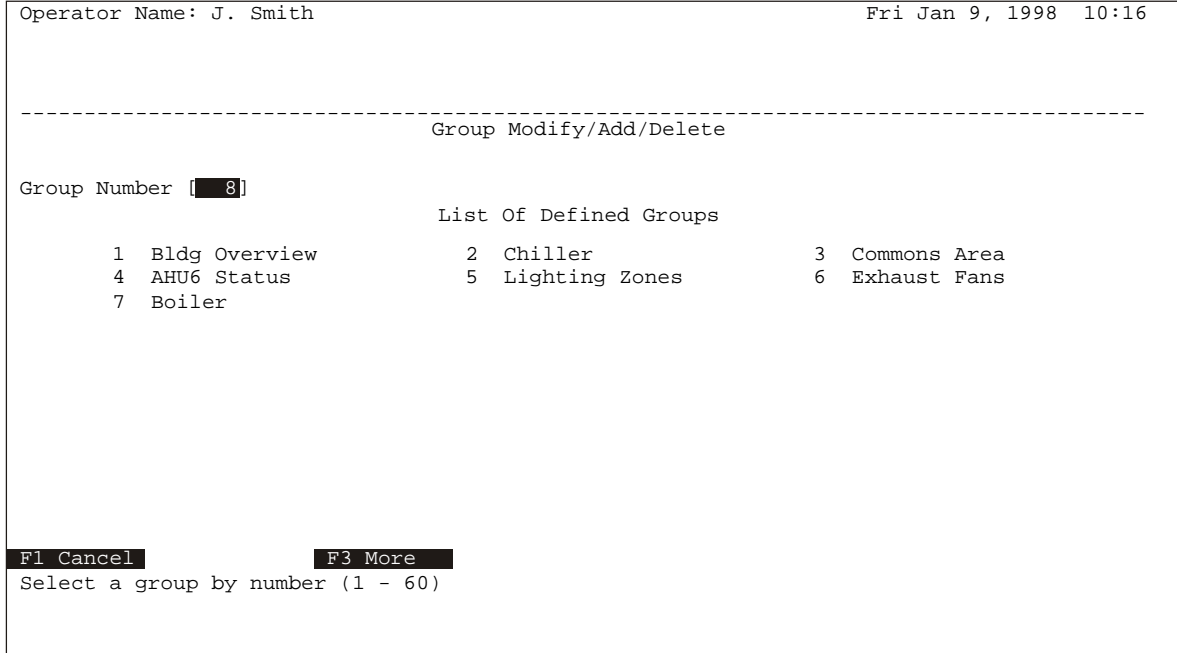 Operator Name: J. Smith Fri Jan 9, 1998 10:16
----------------------------------------------------------------------------------------
Group Modify/Add/Delete
Group Number [ 8]
List Of Defined Groups
1 Bldg Overview 2 Chiller 3 Commons Area
4 AHU6 Status 5 Lighting Zones 6 Exhaust Fans
7 Boiler
F1 Cancel F3 More
Select a group by number (1 - 60)